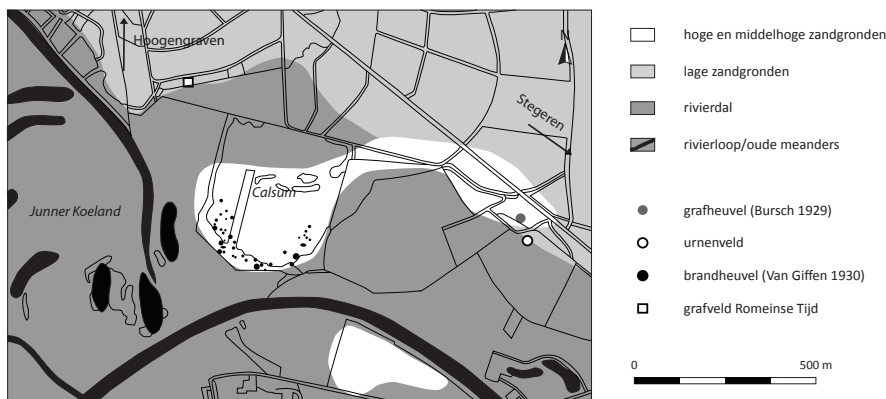 Hoogengraven
N
Stegeren
Calsum
Junner Koeland
hoge en middelhoge zandgronden
lage zandgronden
rivierdal
rivierloop/oude meanders
grafheuvel (Bursch 1929)
urnenveld
brandheuvel (Van Giffen 1930)
grafveld Romeinse Tijd
0 500 m